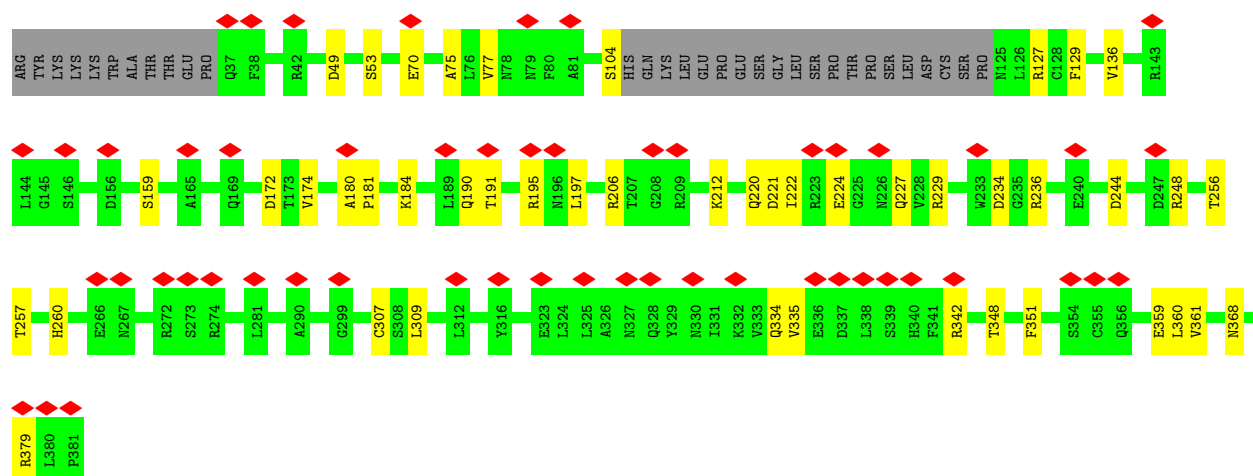 ARG TYR LYS LYS LYS TRP ALA THR THR GLU PRO Q37 F38 R42 D49 S53 E70 A75 L76 V77 N78 N79 F80 A81 S104 HIS GLN LYS LEU GLU PRO GLU SER GLY LEU SER PRO THR PRO SER LEU ASP CYS SER PRO N125 L126 R127 C128 F129 V136 R143
L144 G145 S146 D156 S159 A165 Q169 D172 T173 V174 A180 P181 K184 L189 Q190 T191 R195 N196 L197 R206 T207 G208 R209 K212 Q220 D221 I222 R223 E224 G225 N226 Q227 V228 R229 W233 D234 G235 R236 E240 D244 D247 R248 T256
T257 H260 E266 N267 R272 S273 R274 L281 A290 G299 C307 S308 L309 L312 Y316 E323 L324 L325 A326 N327 Q328 Y329 N330 I331 K332 V333 Q334 V335 E336 D337 L338 S339 H340 F341 R342 T348 F351 S354 C355 Q356 E359 L360 V361 N368
R379 L380 P381